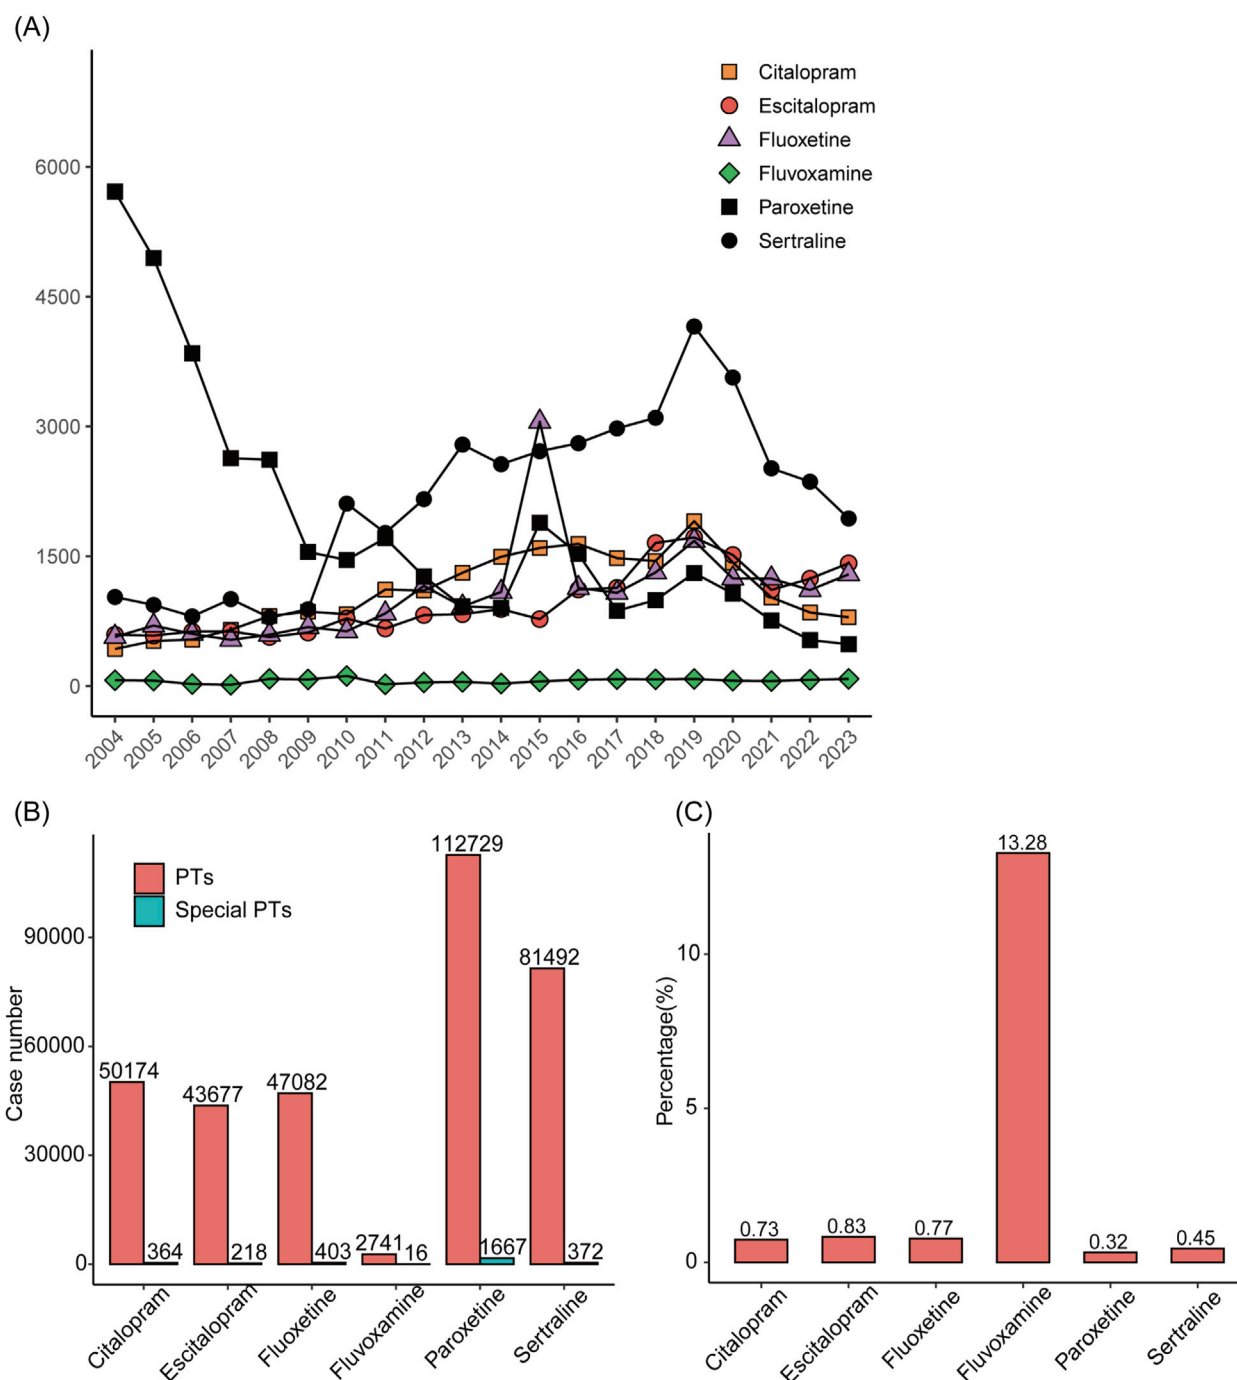 (A)
Citalopram
Escitalopram
Fluoxetine
Fluvoxamine
Paroxetine
Sertraline
6000
4500
3000
1500
0
2004 2005 2006 2007 2008 2009 2010 2011 2012 2013 2014 2015 2016 2017 2018 2019 2020 2021 2022 2023
(B)
PTs
Special PTs
Case number
90000
60000
30000
0
112729
81492
50174
43677
47082
2741
364
218
403
16
1667
372
Citalopram Escitalopram Fluoxetine Fluvoxamine Paroxetine Sertraline
(C)
Percentage(%)
10
5
0
13.28
0.73
0.83
0.77
0.32
0.45
Citalopram Escitalopram Fluoxetine Fluvoxamine Paroxetine Sertraline